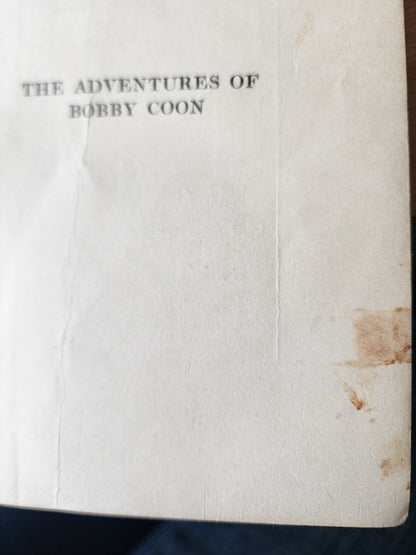 THE ADVENTURES OF
BOBBY COON